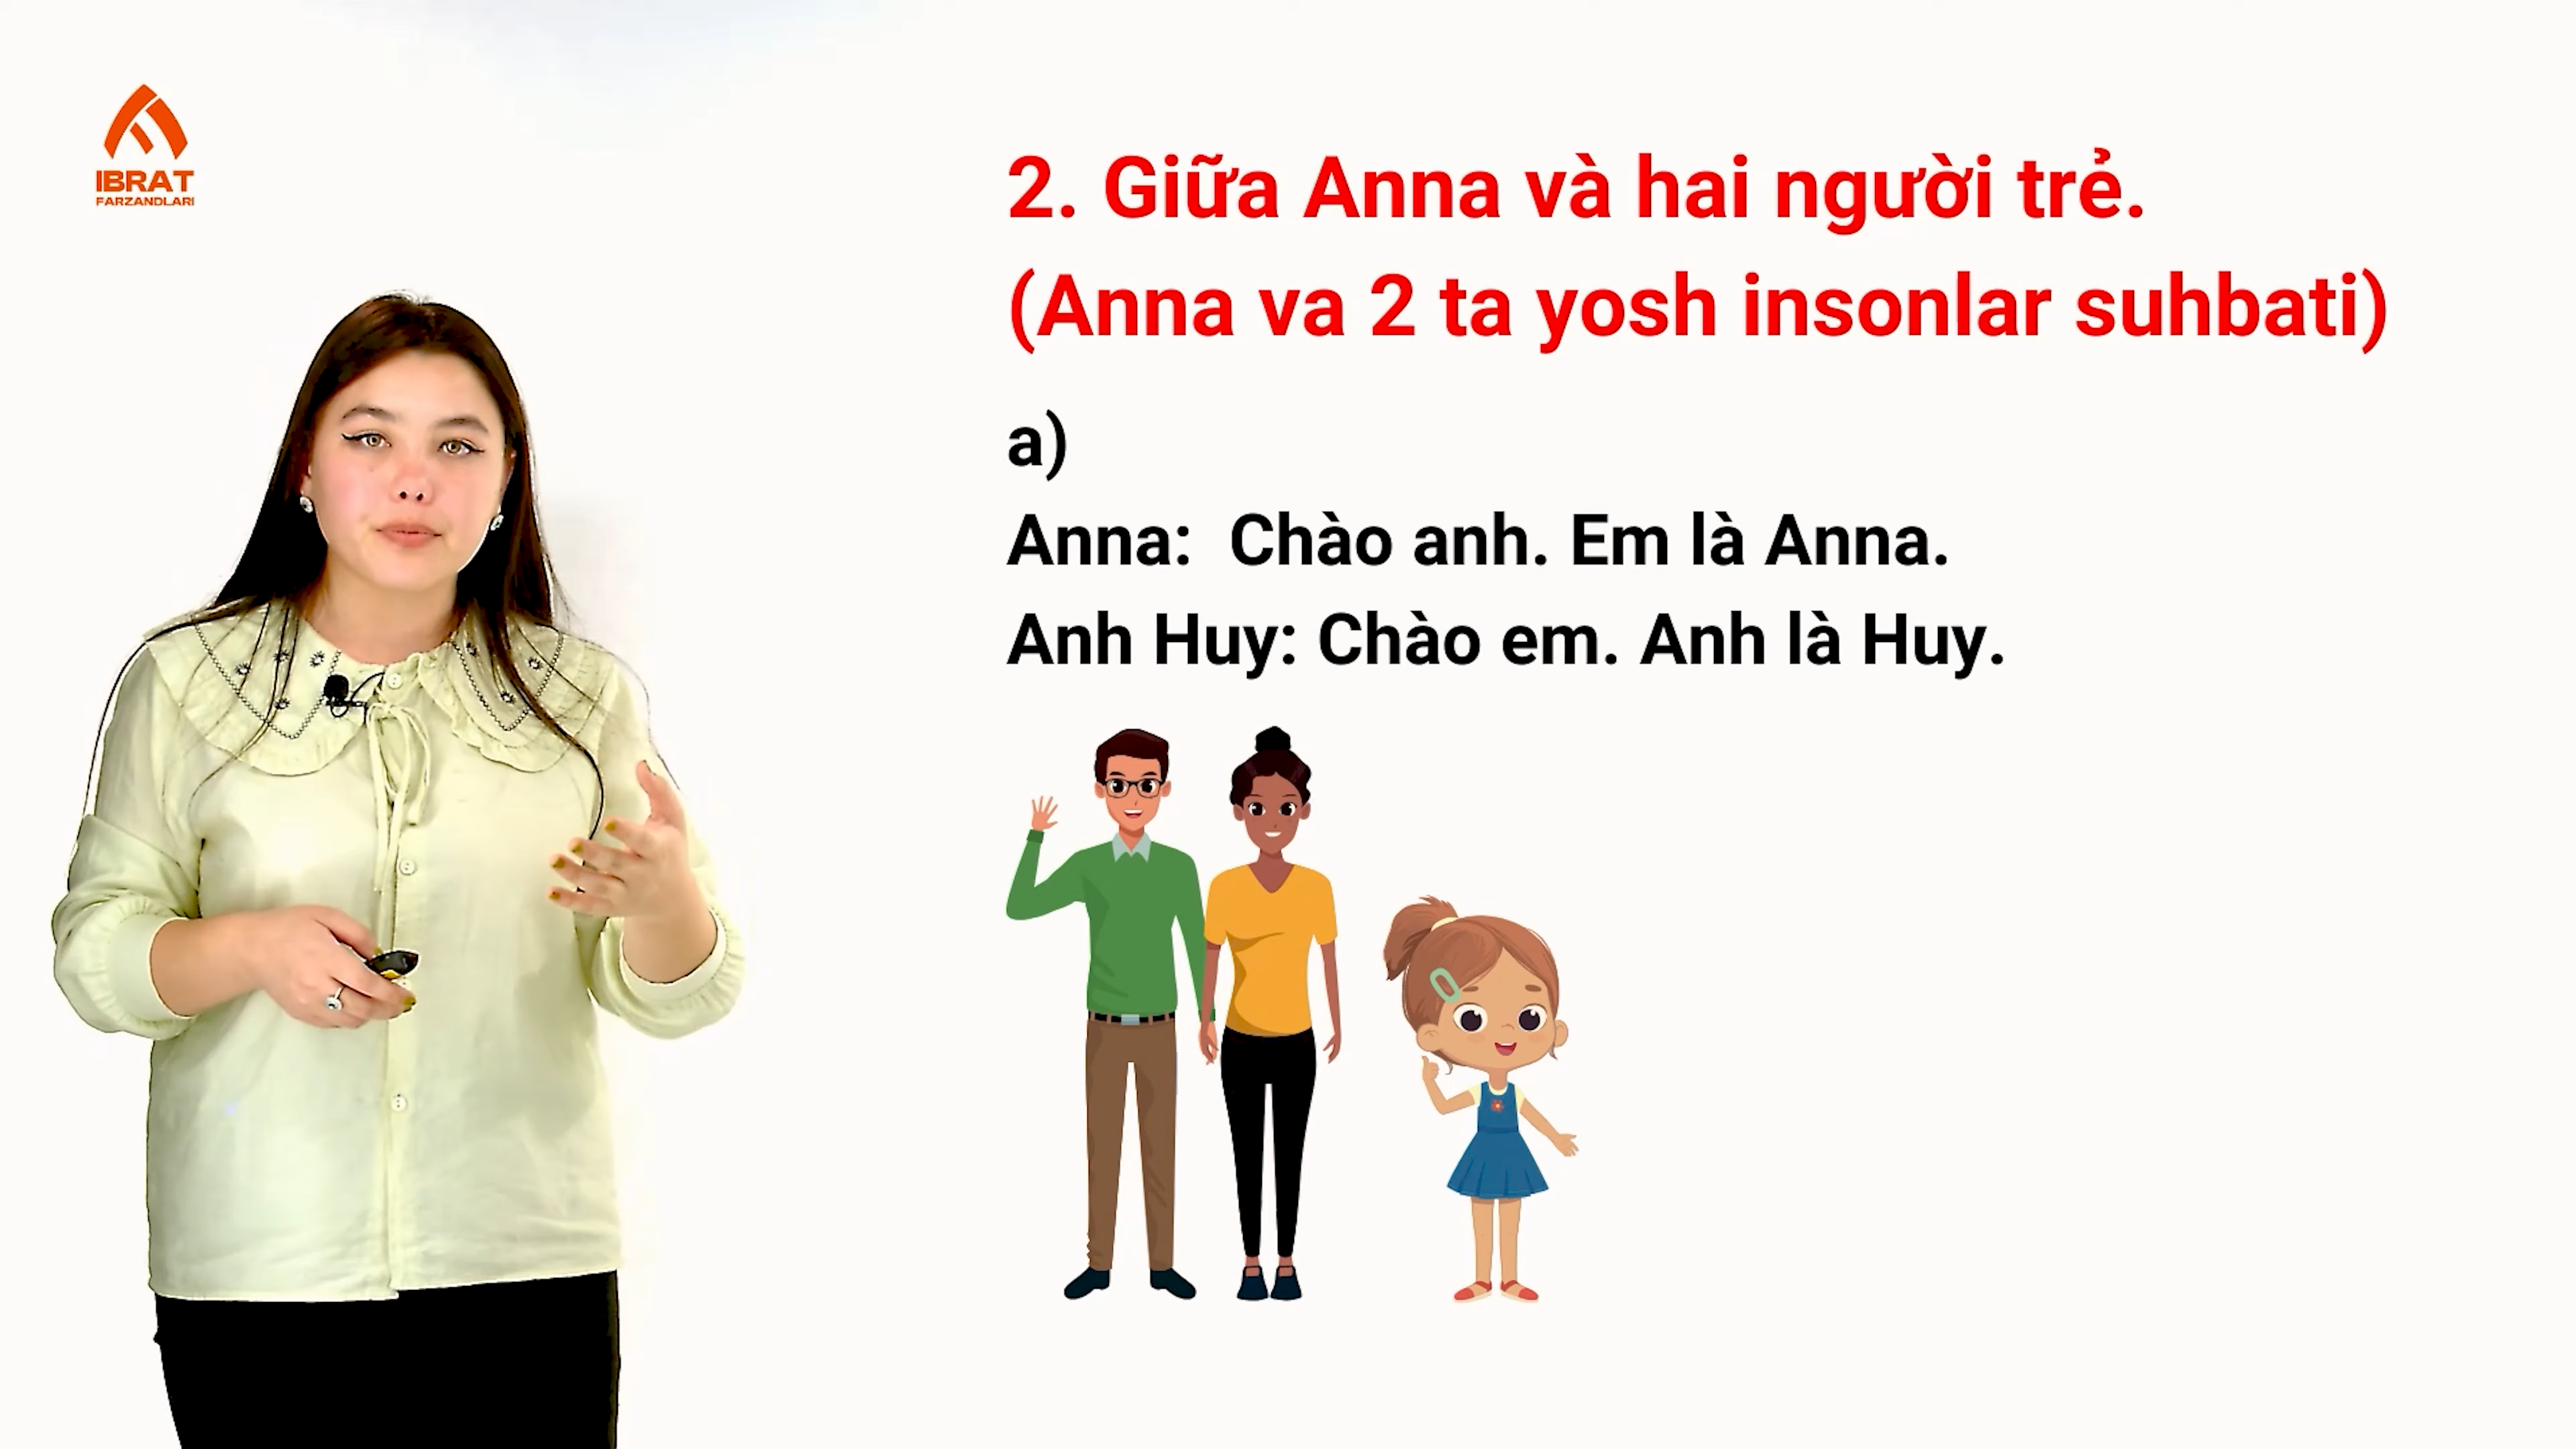 IBRAT
FARZANDLARI
2. Giữa Anna và hai người trẻ.
(Anna va 2 ta yosh insonlar suhbati)
a)
Anna: Chào anh. Em là Anna.
Anh Huy: Chào em. Anh là Huy.